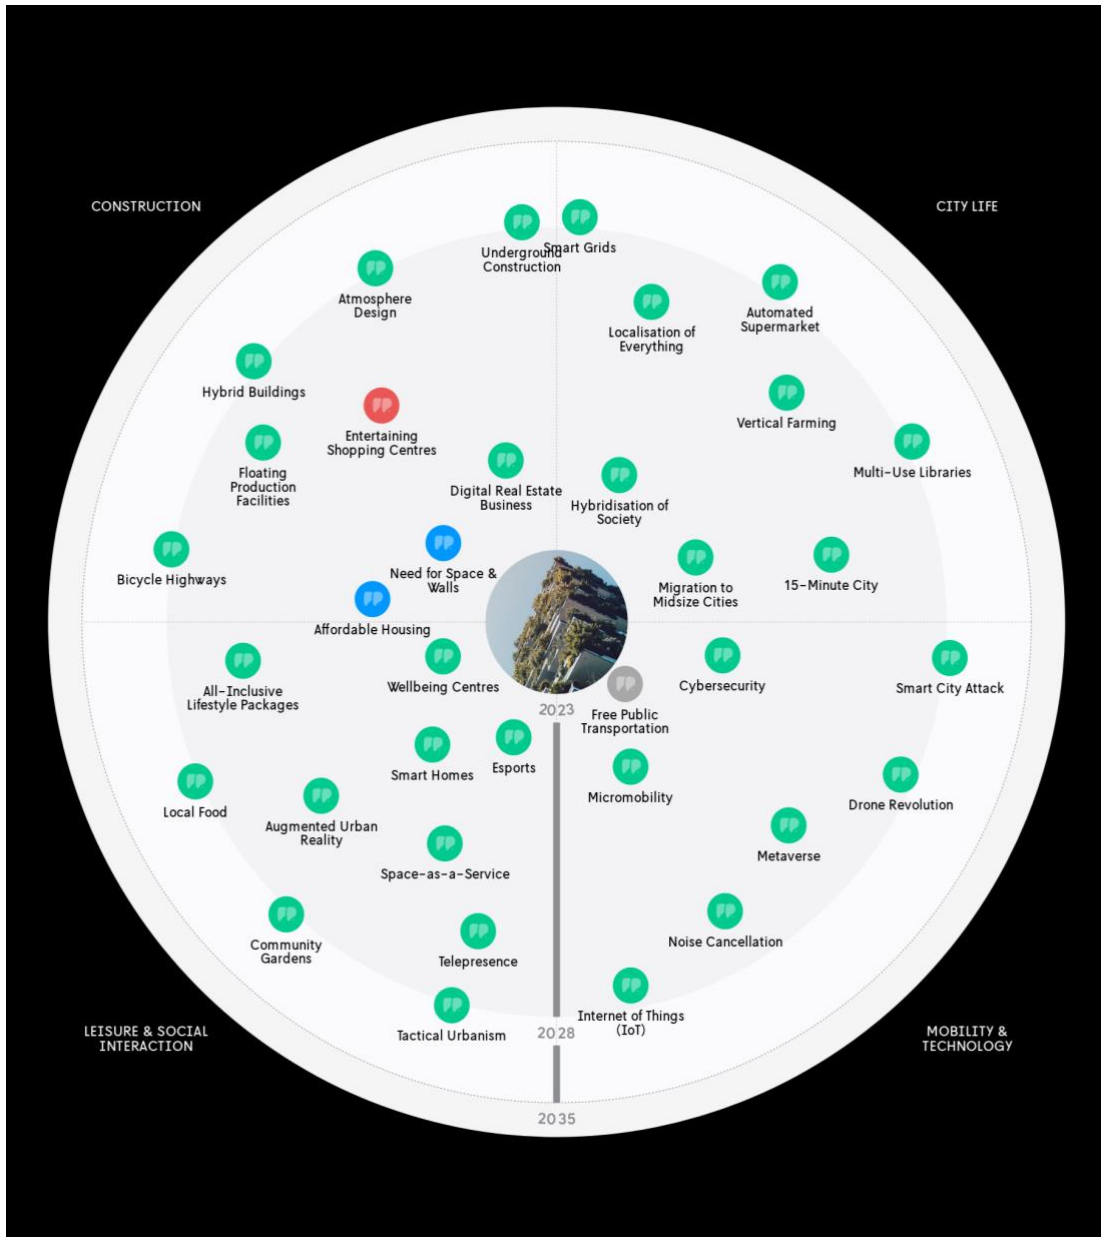 CONSTRUCTION
CITY LIFE
Underground
Construction
Smart Grids
Atmosphere
Design
Automated
Supermarket
Localisation of
Everything
Hybrid Buildings
Entertaining
Shopping Centres
Vertical Farming
Floating
Production
Facilities
Multi-Use Libraries
Digital Real Estate
Business
Hybridisation of
Society
Bicycle Highways
Need for Space &
Walls
Migration to
Midsize Cities
15-Minute City
Affordable Housing
All-Inclusive
Lifestyle Packages
Wellbeing Centres
Cybersecurity
Smart City Attack
2023
Free Public
Transportation
Smart Homes
Esports
Micromobility
Local Food
Augmented Urban
Reality
Drone Revolution
Metaverse
Space-as-a-Service
Community
Gardens
Telepresence
Noise Cancellation
Tactical Urbanism
Internet of Things
(IoT)
2028
LEISURE & SOCIAL
INTERACTION
MOBILITY &
TECHNOLOGY
2035